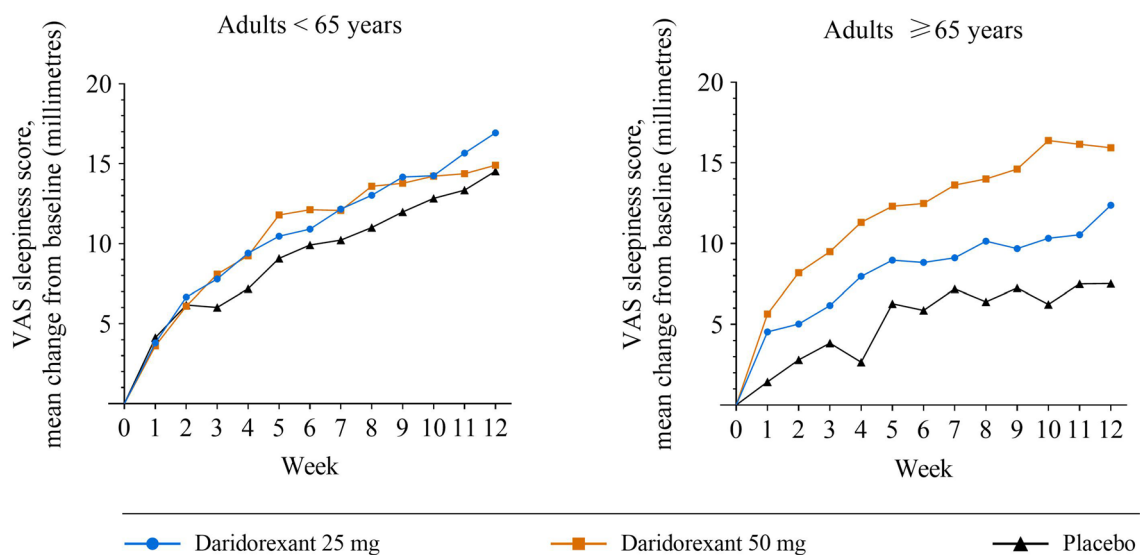 Adults < 65 years
VAS sleepiness score,
mean change from baseline (millimetres)
20
15
10
5
0 1 2 3 4 5 6 7 8 9 10 11 12
Week
Adults ⩾65 years
VAS sleepiness score,
mean change from baseline (millimetres)
20
15
10
5
0 1 2 3 4 5 6 7 8 9 10 11 12
Week
Daridorexant 25 mg Daridorexant 50 mg Placebo